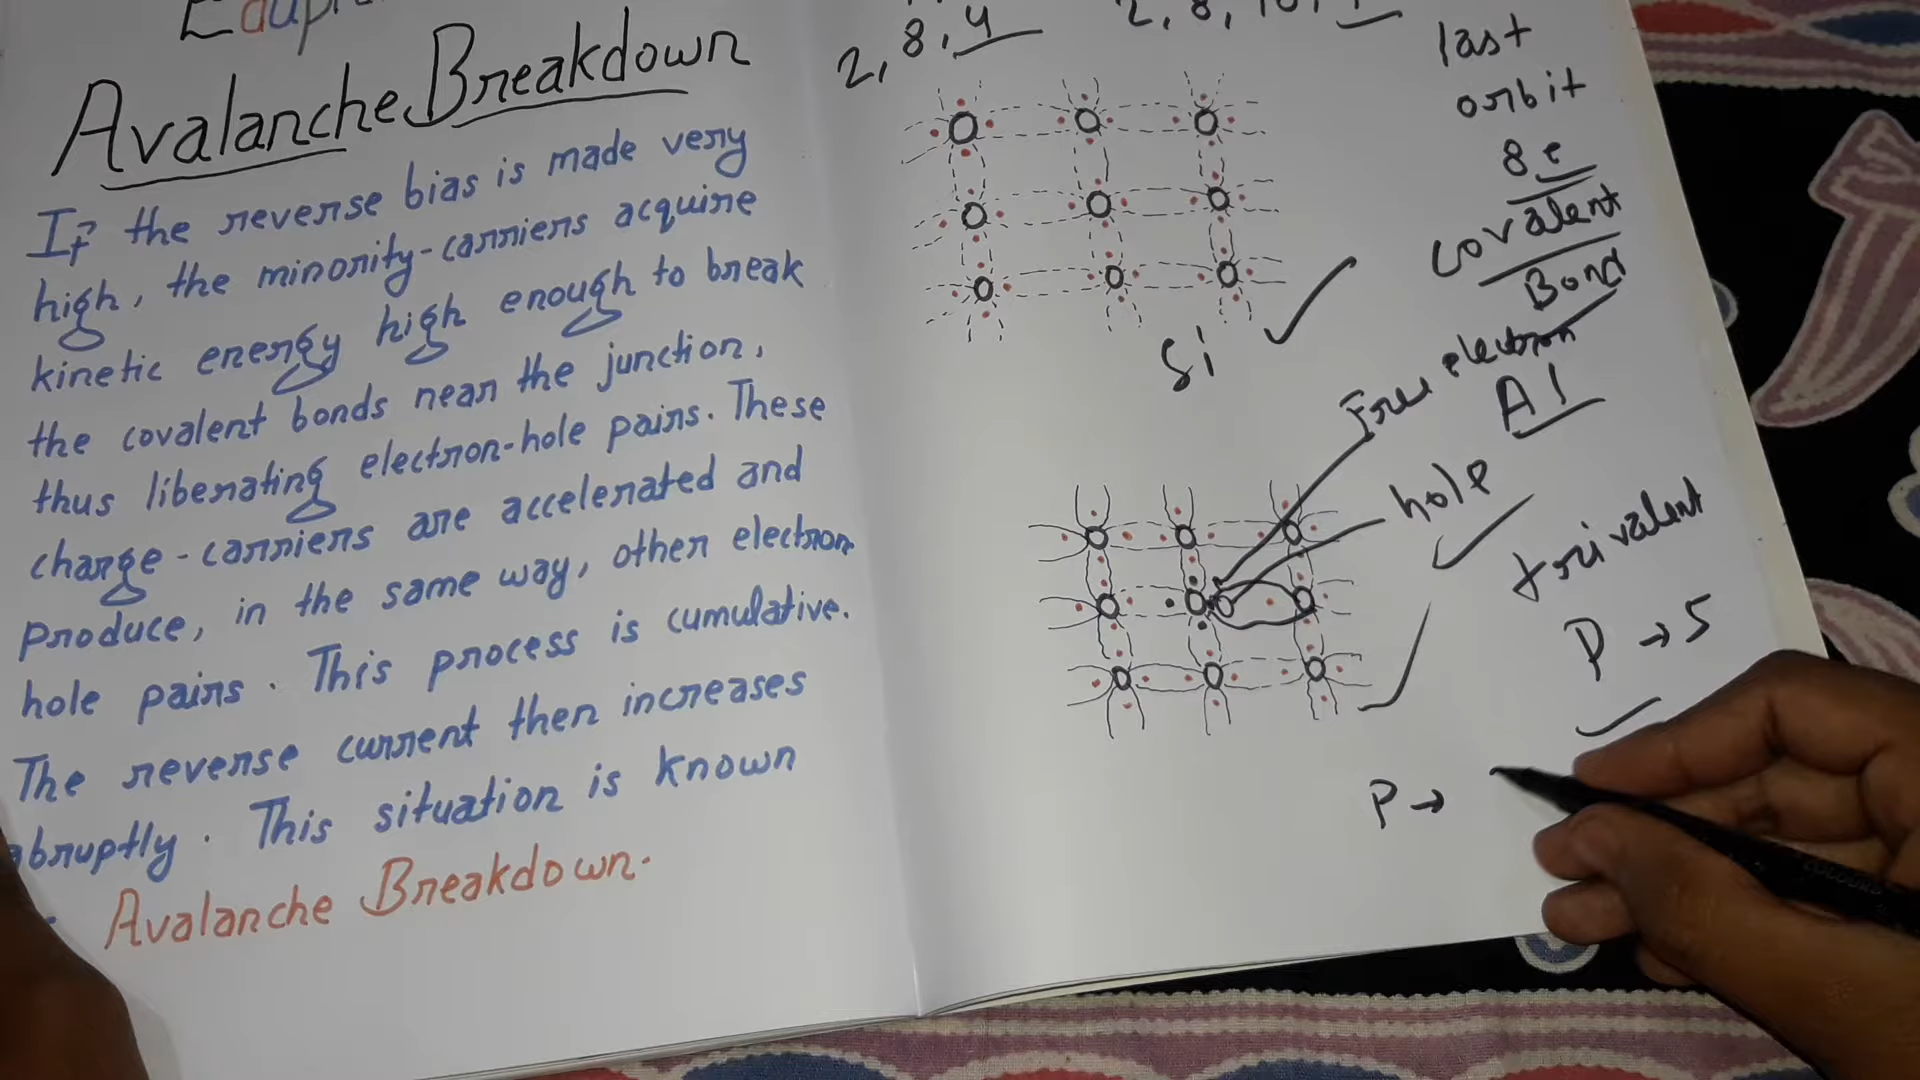 Avalanche Breakdown
If the reverse bias is made very
high, the minority-carriers acquire
kinetic energy high enough to break
the covalent bonds near the junction,
thus liberating electron-hole pairs. These
charge-carriers are accelerated and
produce, in the same way, other electron-
hole pairs. This process is cumulative.
The reverse current then increases
abruptly. This situation is known
Avalanche Breakdown.
2, 8, 4
2, 8,
last
orbit
8 e
covalent
Bond
Si
Free electron
Al
hole
trivalent
P → 5
P →